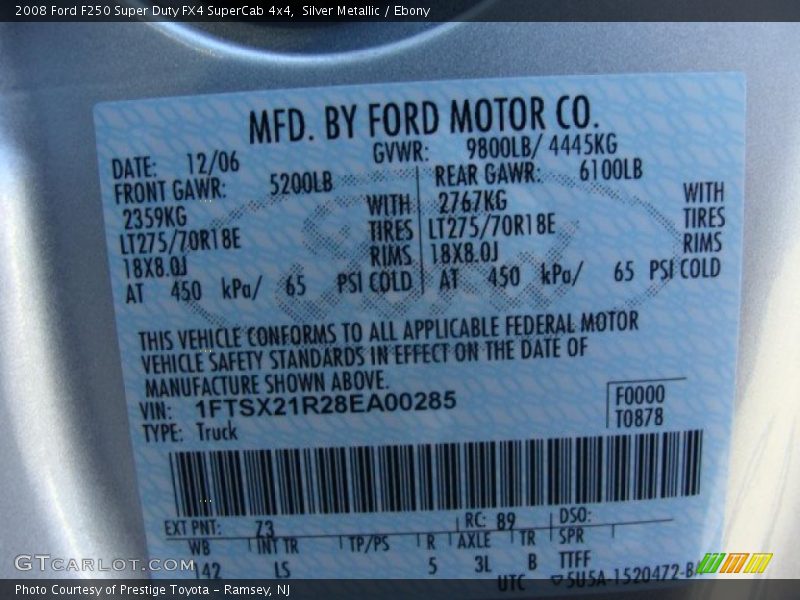 2008 Ford F250 Super Duty FX4 SuperCab 4x4, Silver Metallic / Ebony
MFD. BY FORD MOTOR CO.
DATE: 12/06 GVWR: 9800LB/ 4445KG
FRONT GAWR: 5200LB REAR GAWR: 6100LB
2359KG WITH 2767KG WITH
LT275/70R18E TIRES LT275/70R18E TIRES
18X8.0J RIMS 18X8.0J RIMS
AT 450 kPa/ 65 PSI COLD AT 450 kPa/ 65 PSI COLD
THIS VEHICLE CONFORMS TO ALL APPLICABLE FEDERAL MOTOR
VEHICLE SAFETY STANDARDS IN EFFECT ON THE DATE OF
MANUFACTURE SHOWN ABOVE.
VIN: 1FTSX21R28EA00285 F0000
TYPE: Truck T0878
EXT PNT: Z3 RC: 89 DSO:
WB INT TR TP/PS R AXLE TR SPR
142 LS 5 3L B TTFF
UTC ▽5U5A-1520472-BA
GTCARLOT.COM
Photo Courtesy of Prestige Toyota - Ramsey, NJ